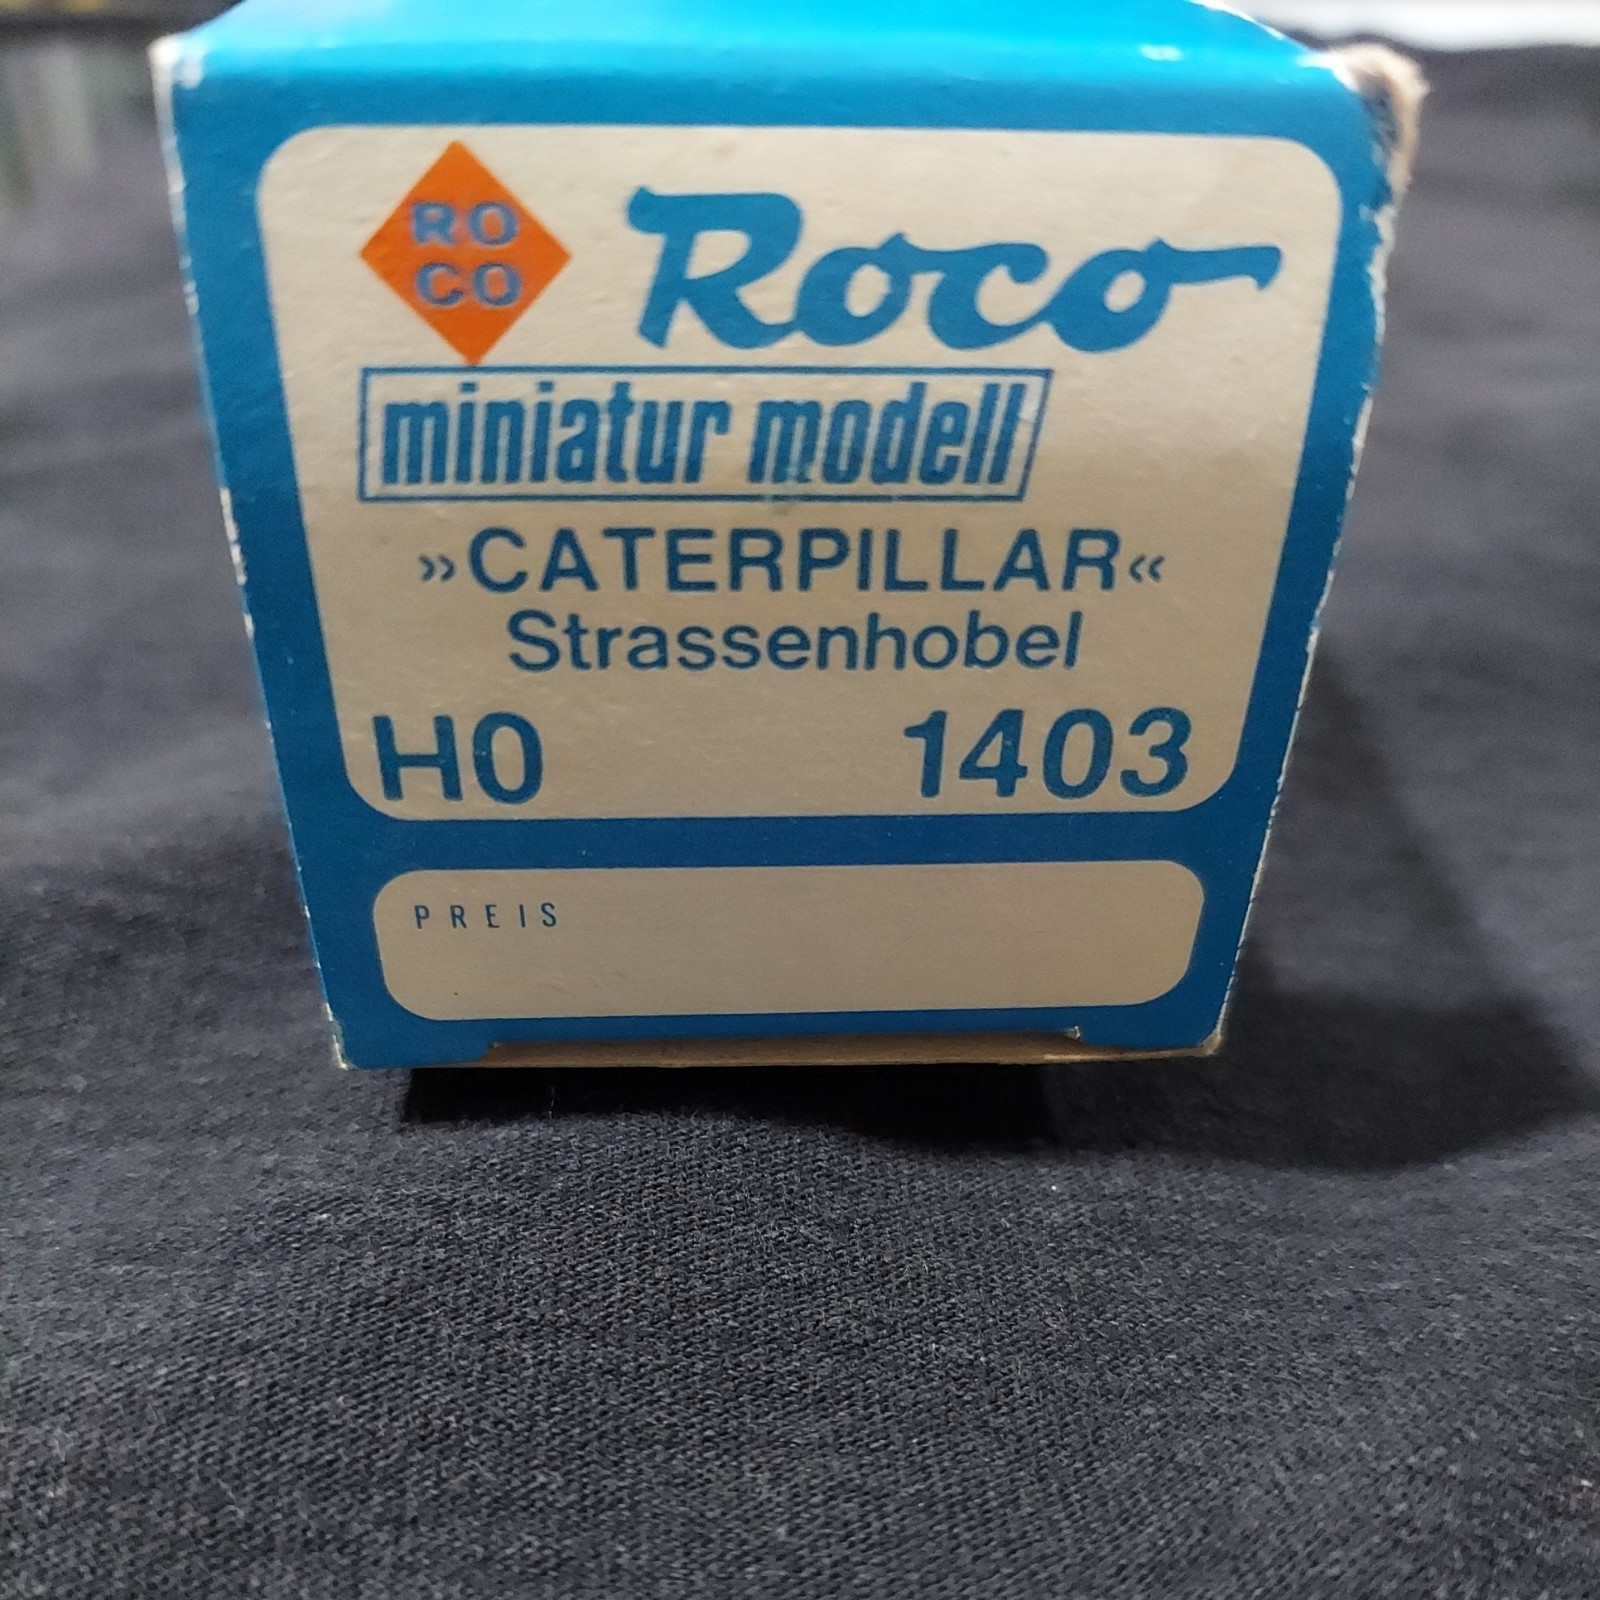 RO
CO
Roco
miniatur modell
»CATERPILLAR«
Strassenhobel
H0 1403
PREIS